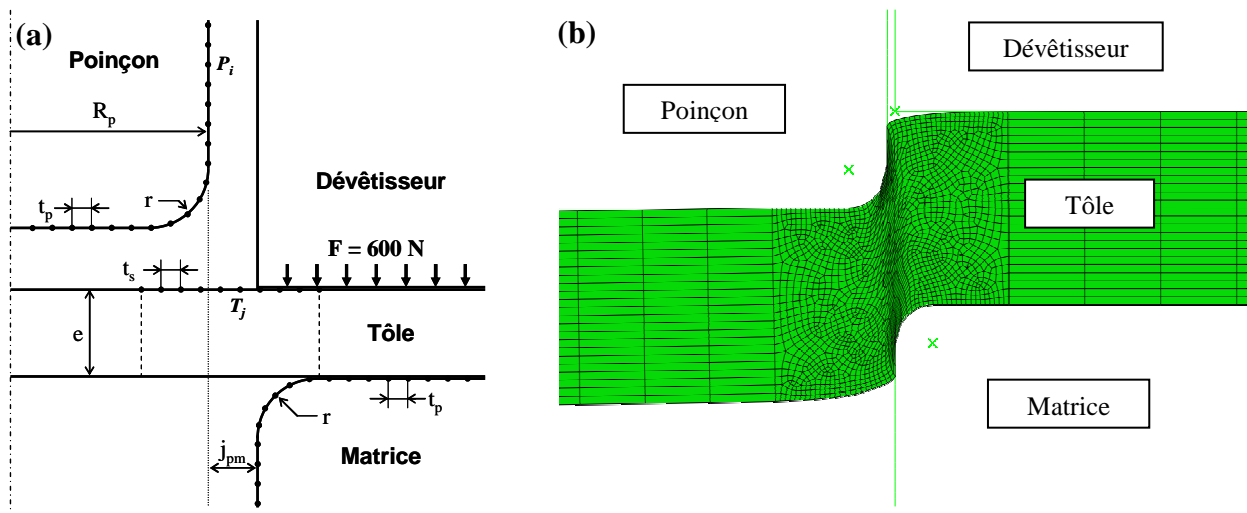 (a)
Poinçon
P_i
R_p
t_p
r
Dévêtisseur
F = 600 N
t_s
T_j
e
Tôle
r
t_p
j_pm
Matrice
(b)
Dévêtisseur
Poinçon
Tôle
Matrice